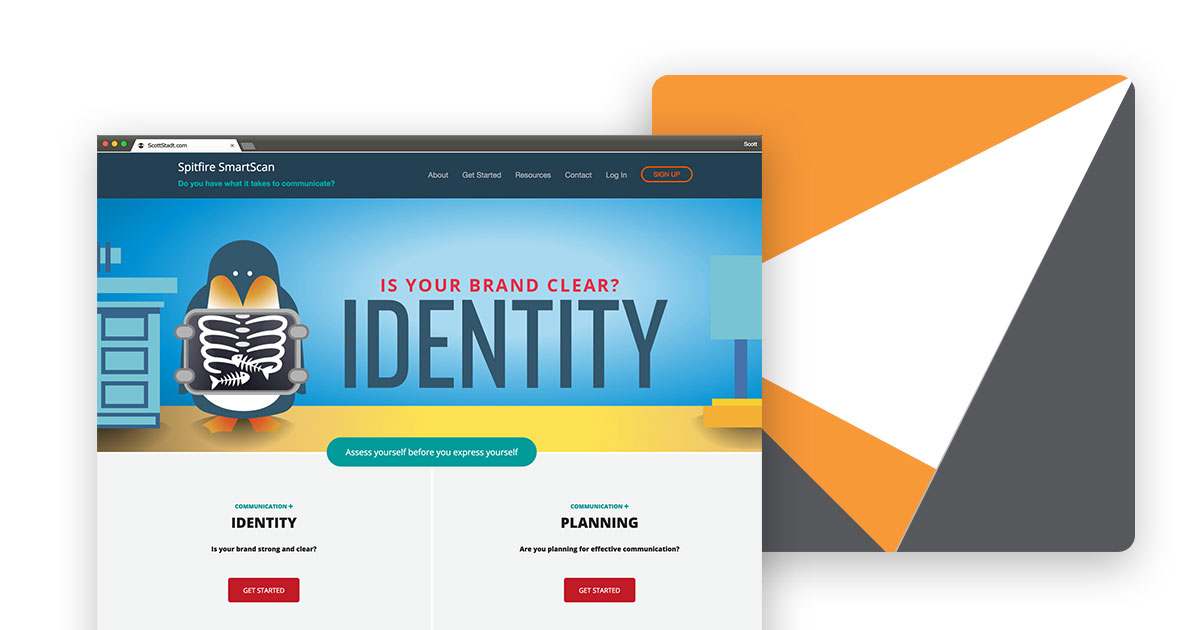 ScottStadt.com
Scott
Spitfire SmartScan
Do you have what it takes to communicate?
About Get Started Resources Contact Log In SIGN UP
IS YOUR BRAND CLEAR?
IDENTITY
Assess yourself before you express yourself
COMMUNICATION +
IDENTITY
Is your brand strong and clear?
GET STARTED
COMMUNICATION +
PLANNING
Are you planning for effective communication?
GET STARTED